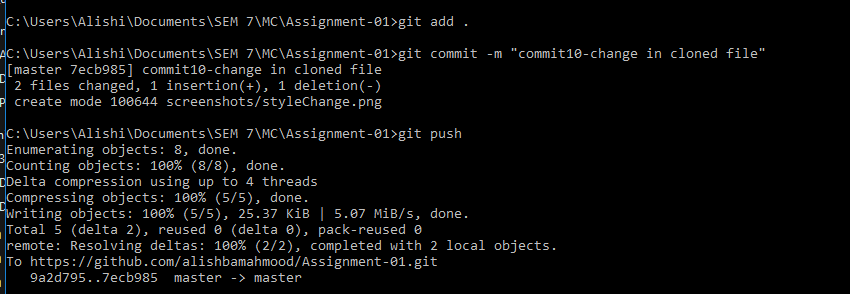 C:\Users\Alishi\Documents\SEM 7\MC\Assignment-01>git add .
C:\Users\Alishi\Documents\SEM 7\MC\Assignment-01>git commit -m "commit10-change in cloned file"
[master 7ecb985] commit10-change in cloned file
 2 files changed, 1 insertion(+), 1 deletion(-)
 create mode 100644 screenshots/styleChange.png
C:\Users\Alishi\Documents\SEM 7\MC\Assignment-01>git push
Enumerating objects: 8, done.
Counting objects: 100% (8/8), done.
Delta compression using up to 4 threads
Compressing objects: 100% (5/5), done.
Writing objects: 100% (5/5), 25.37 KiB | 5.07 MiB/s, done.
Total 5 (delta 2), reused 0 (delta 0), pack-reused 0
remote: Resolving deltas: 100% (2/2), completed with 2 local objects.
To https://github.com/alishbamahmood/Assignment-01.git
   9a2d795..7ecb985  master -> master